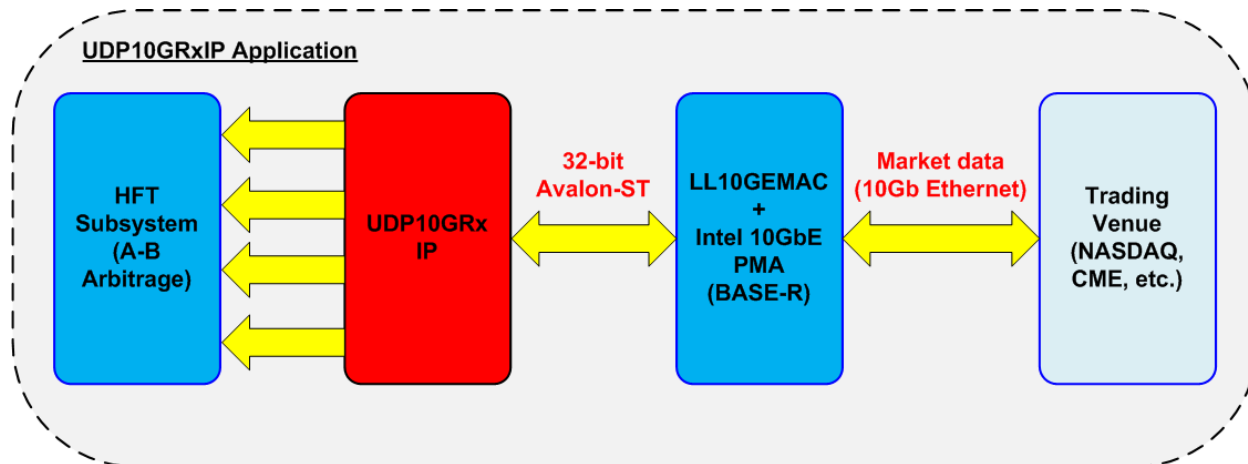 UDP10GRxIP Application
HFT
Subsystem
(A-B
Arbitrage)
UDP10GRx
IP
32-bit
Avalon-ST
LL10GEMAC
+
Intel 10GbE
PMA
(BASE-R)
Market data
(10Gb Ethernet)
Trading
Venue
(NASDAQ,
CME, etc.)